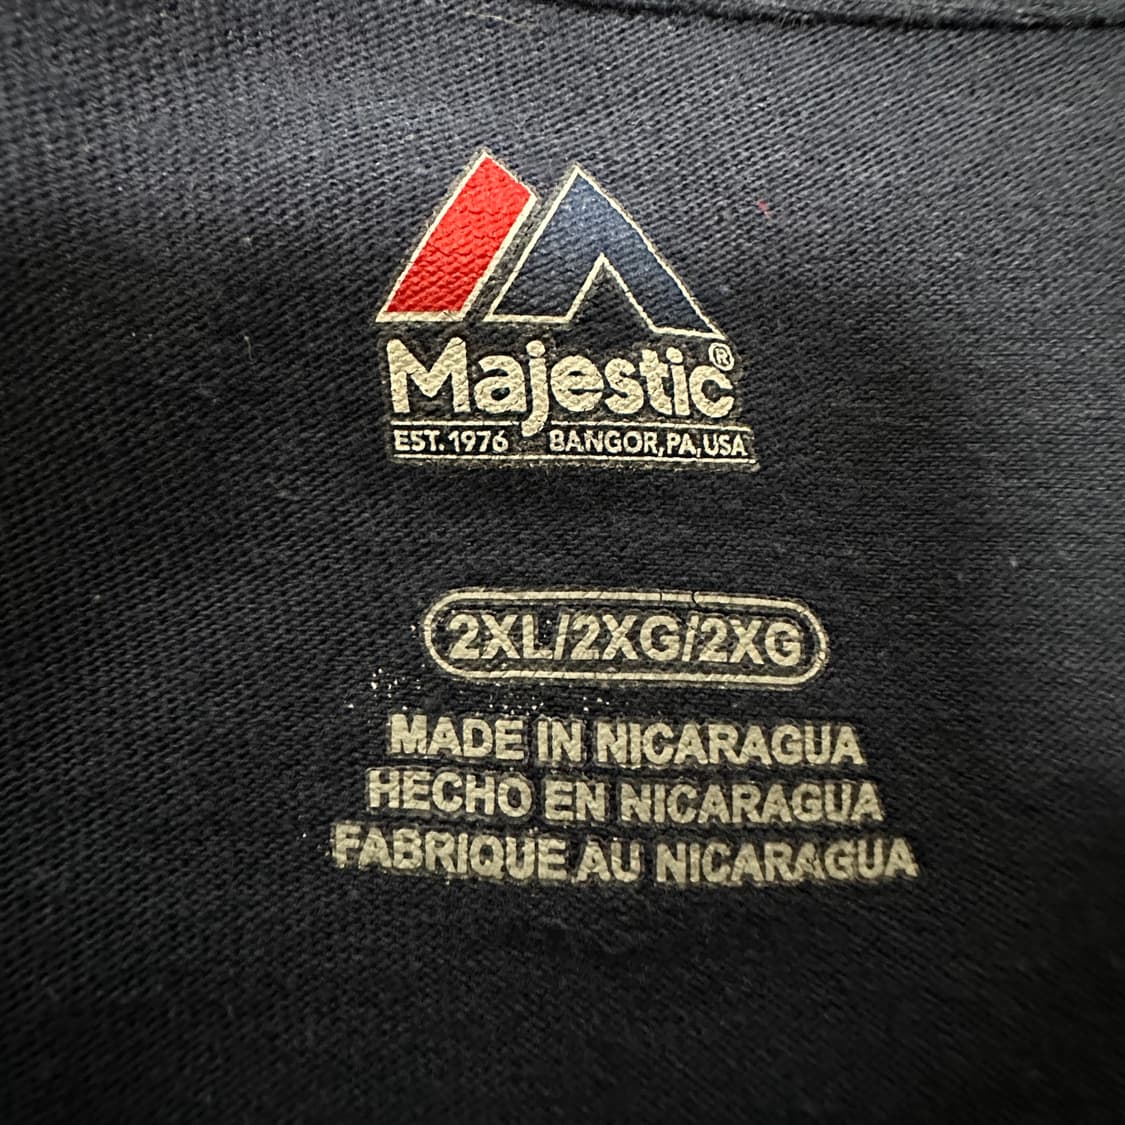 Majestic®
EST. 1976 BANGOR, PA, USA
2XL/2XG/2XG
MADE IN NICARAGUA
HECHO EN NICARAGUA
FABRIQUE AU NICARAGUA